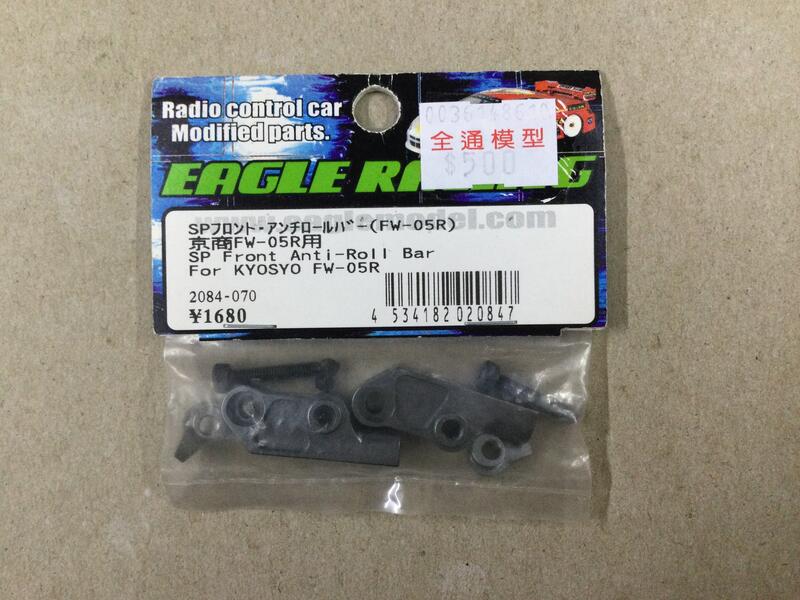 Radio control car
Modified parts.
0036148610
全通模型
$500
EAGLE RACING
www.eaglemodel.com
SPフロント・アンチロールバー(FW-05R)
京商FW-05R用
SP Front Anti-Roll Bar
For KYOSYO FW-05R
2084-070
¥1680
4 534182 020847